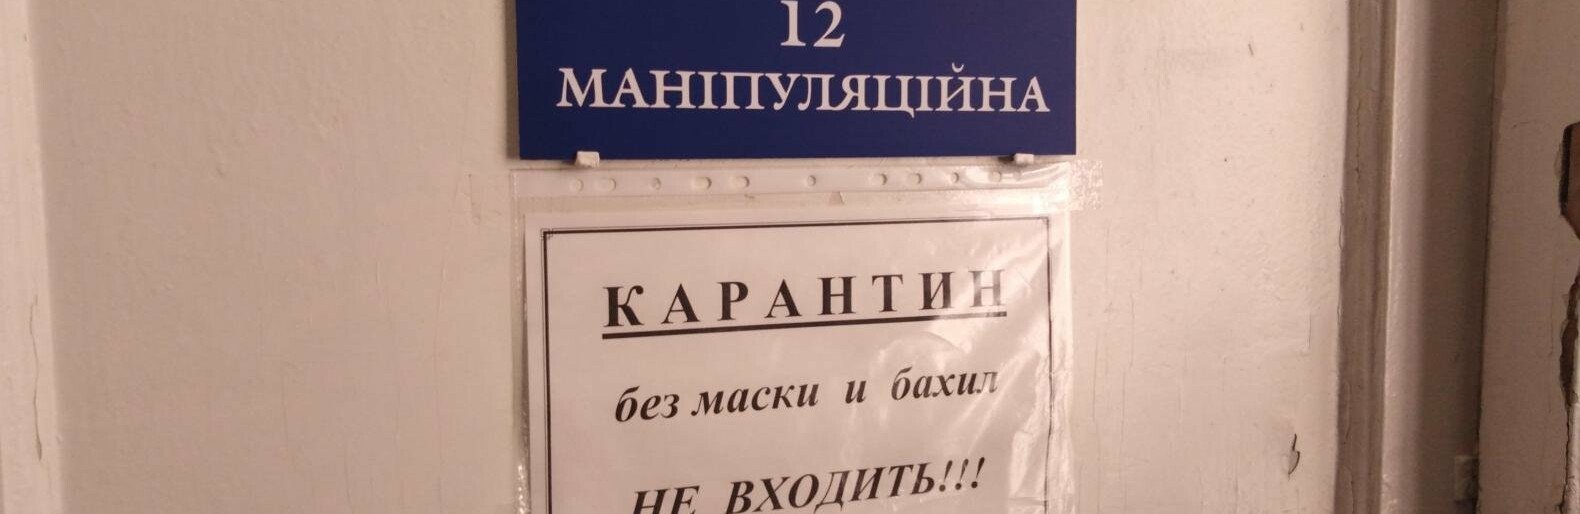 12
МАНІПУЛЯЦІЙНА
КАРАНТИН
без маски и бахил
НЕ ВХОДИТЬ!!!